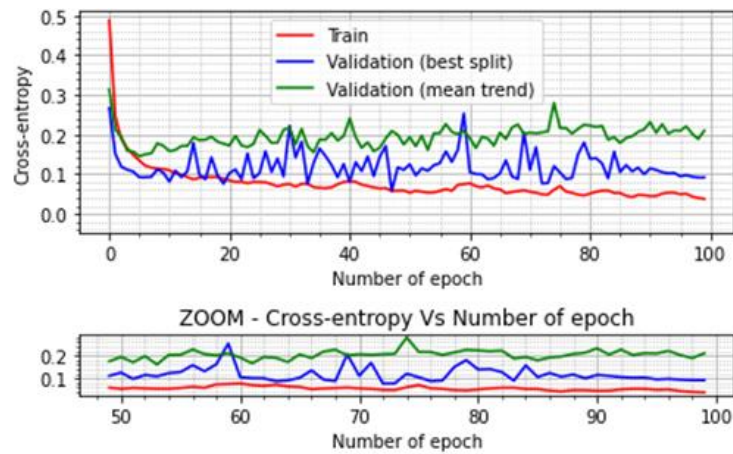 0.5
0.4
0.3
0.2
0.1
0.0
Cross-entropy
Train
Validation (best split)
Validation (mean trend)
0 20 40 60 80 100
Number of epoch
ZOOM - Cross-entropy Vs Number of epoch
0.2
0.1
50 60 70 80 90 100
Number of epoch